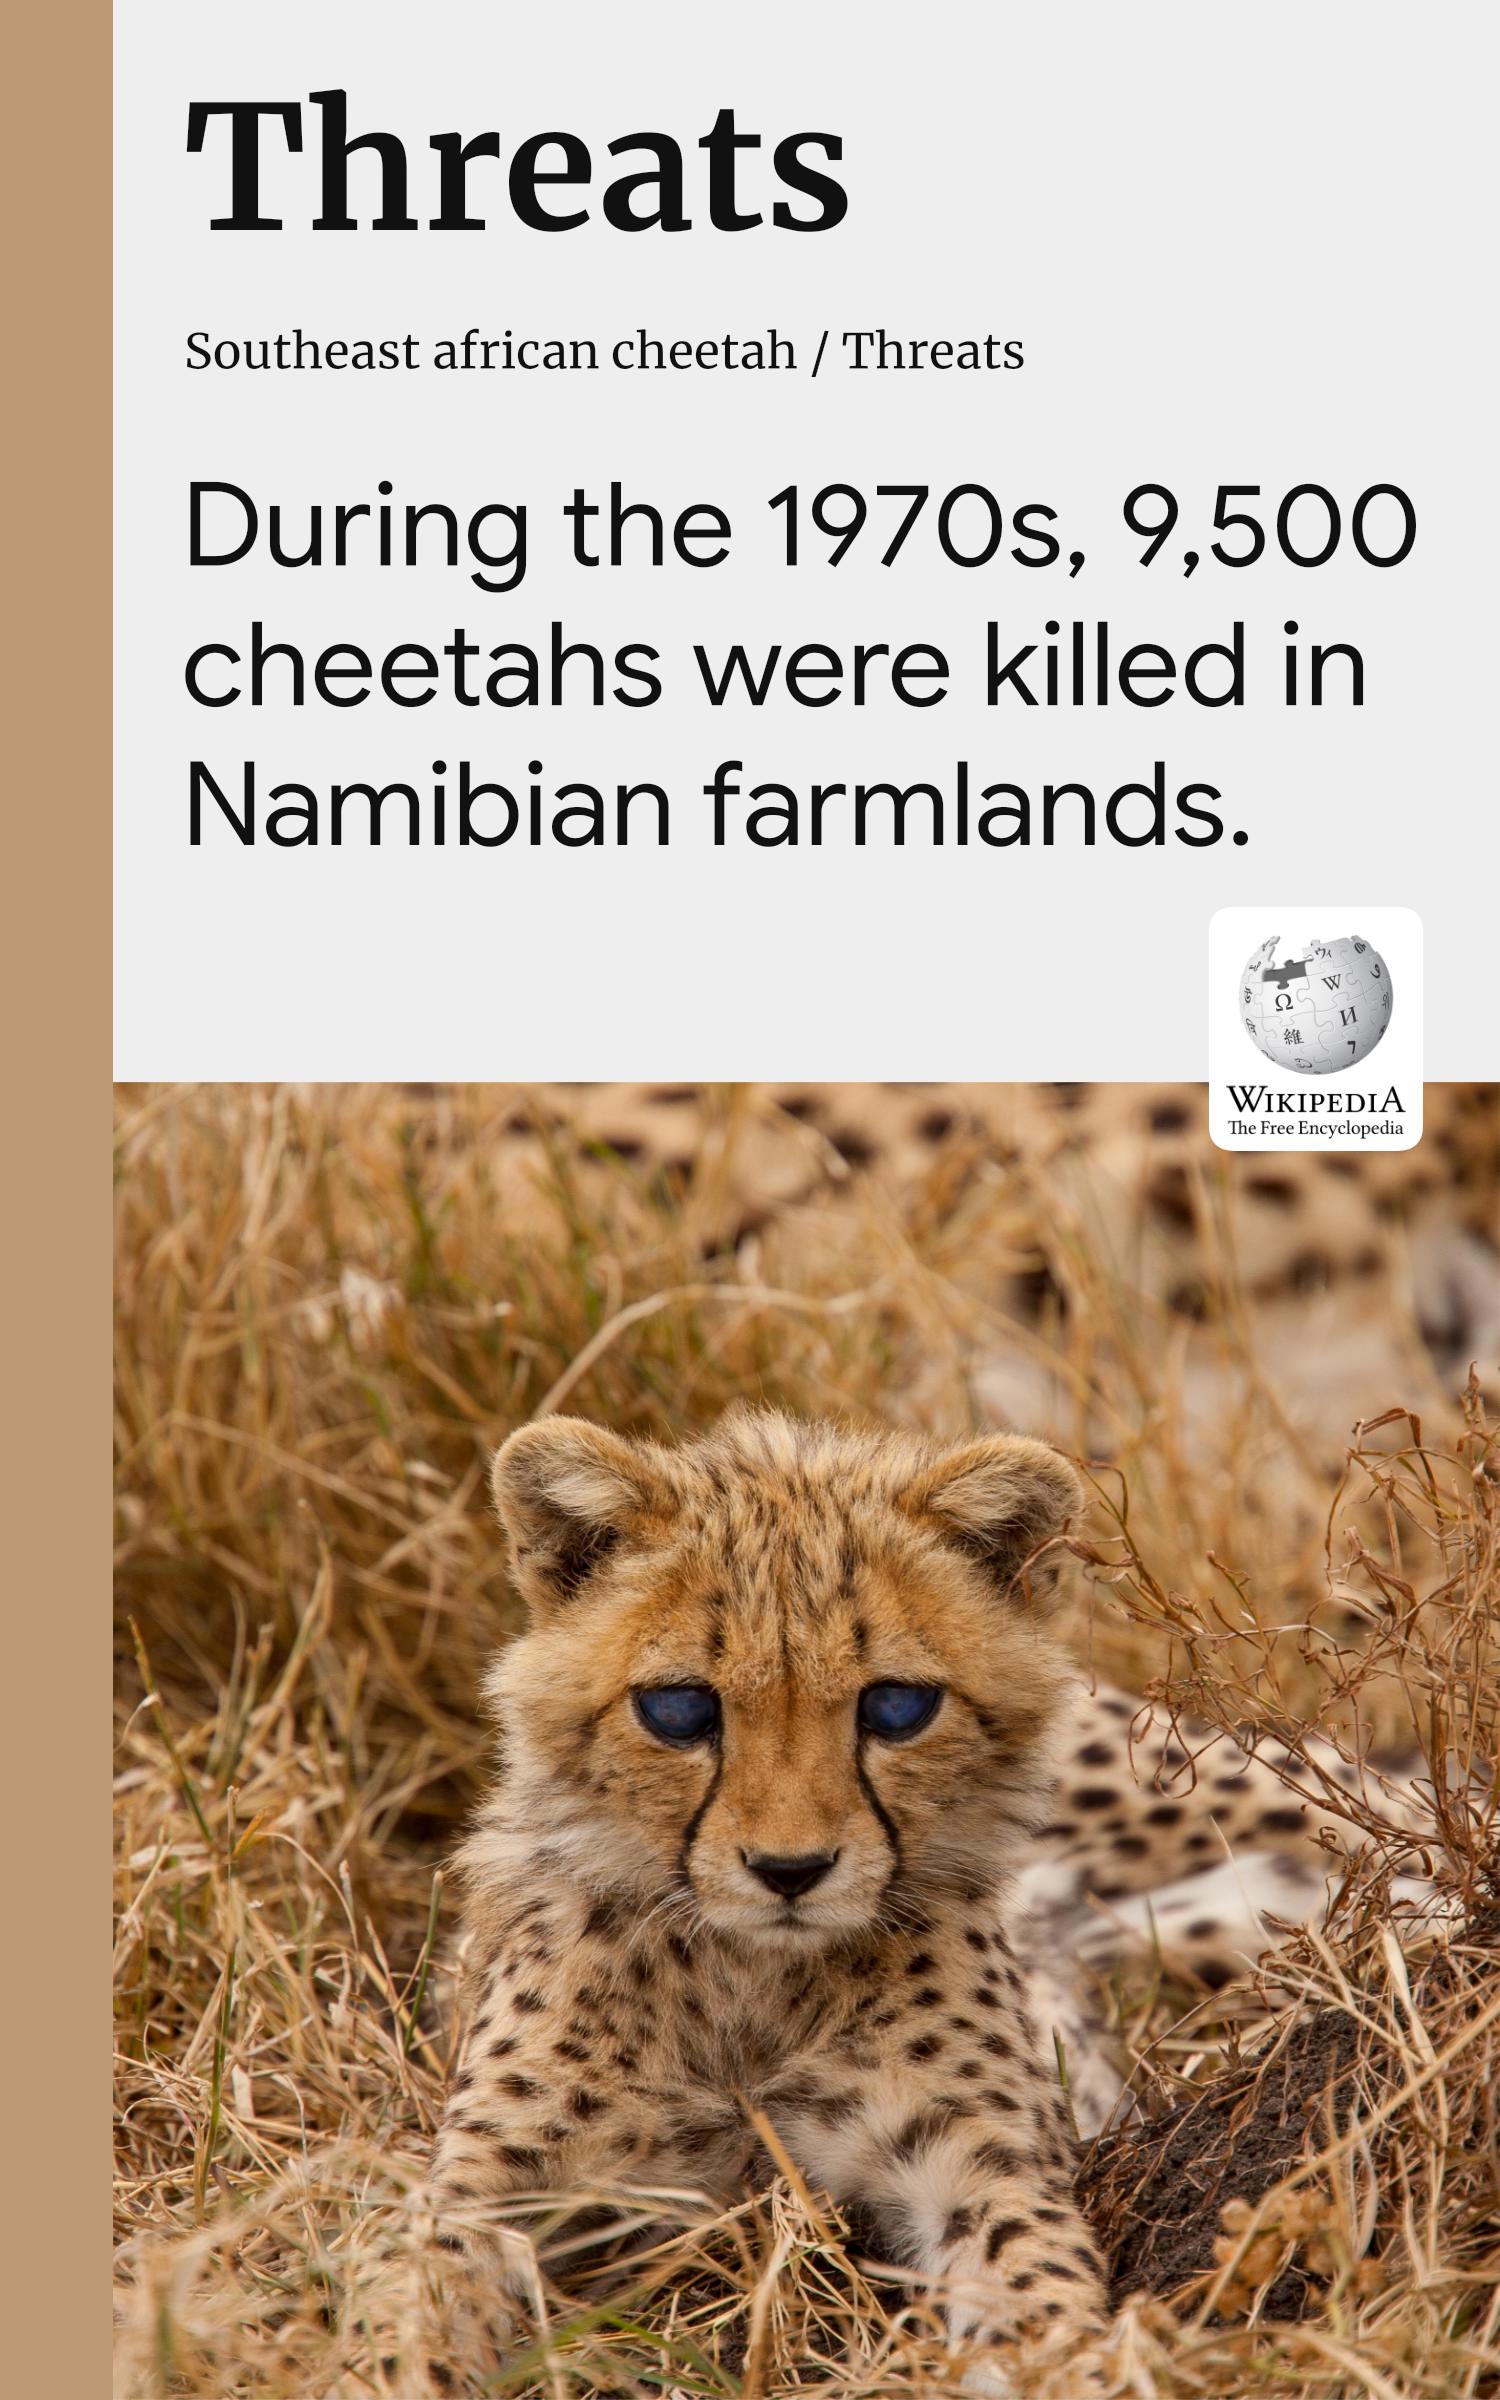 Threats
Southeast african cheetah / Threats
During the 1970s, 9,500
cheetahs were killed in
Namibian farmlands.
Ω W И
維
WIKIPEDIA
The Free Encyclopedia